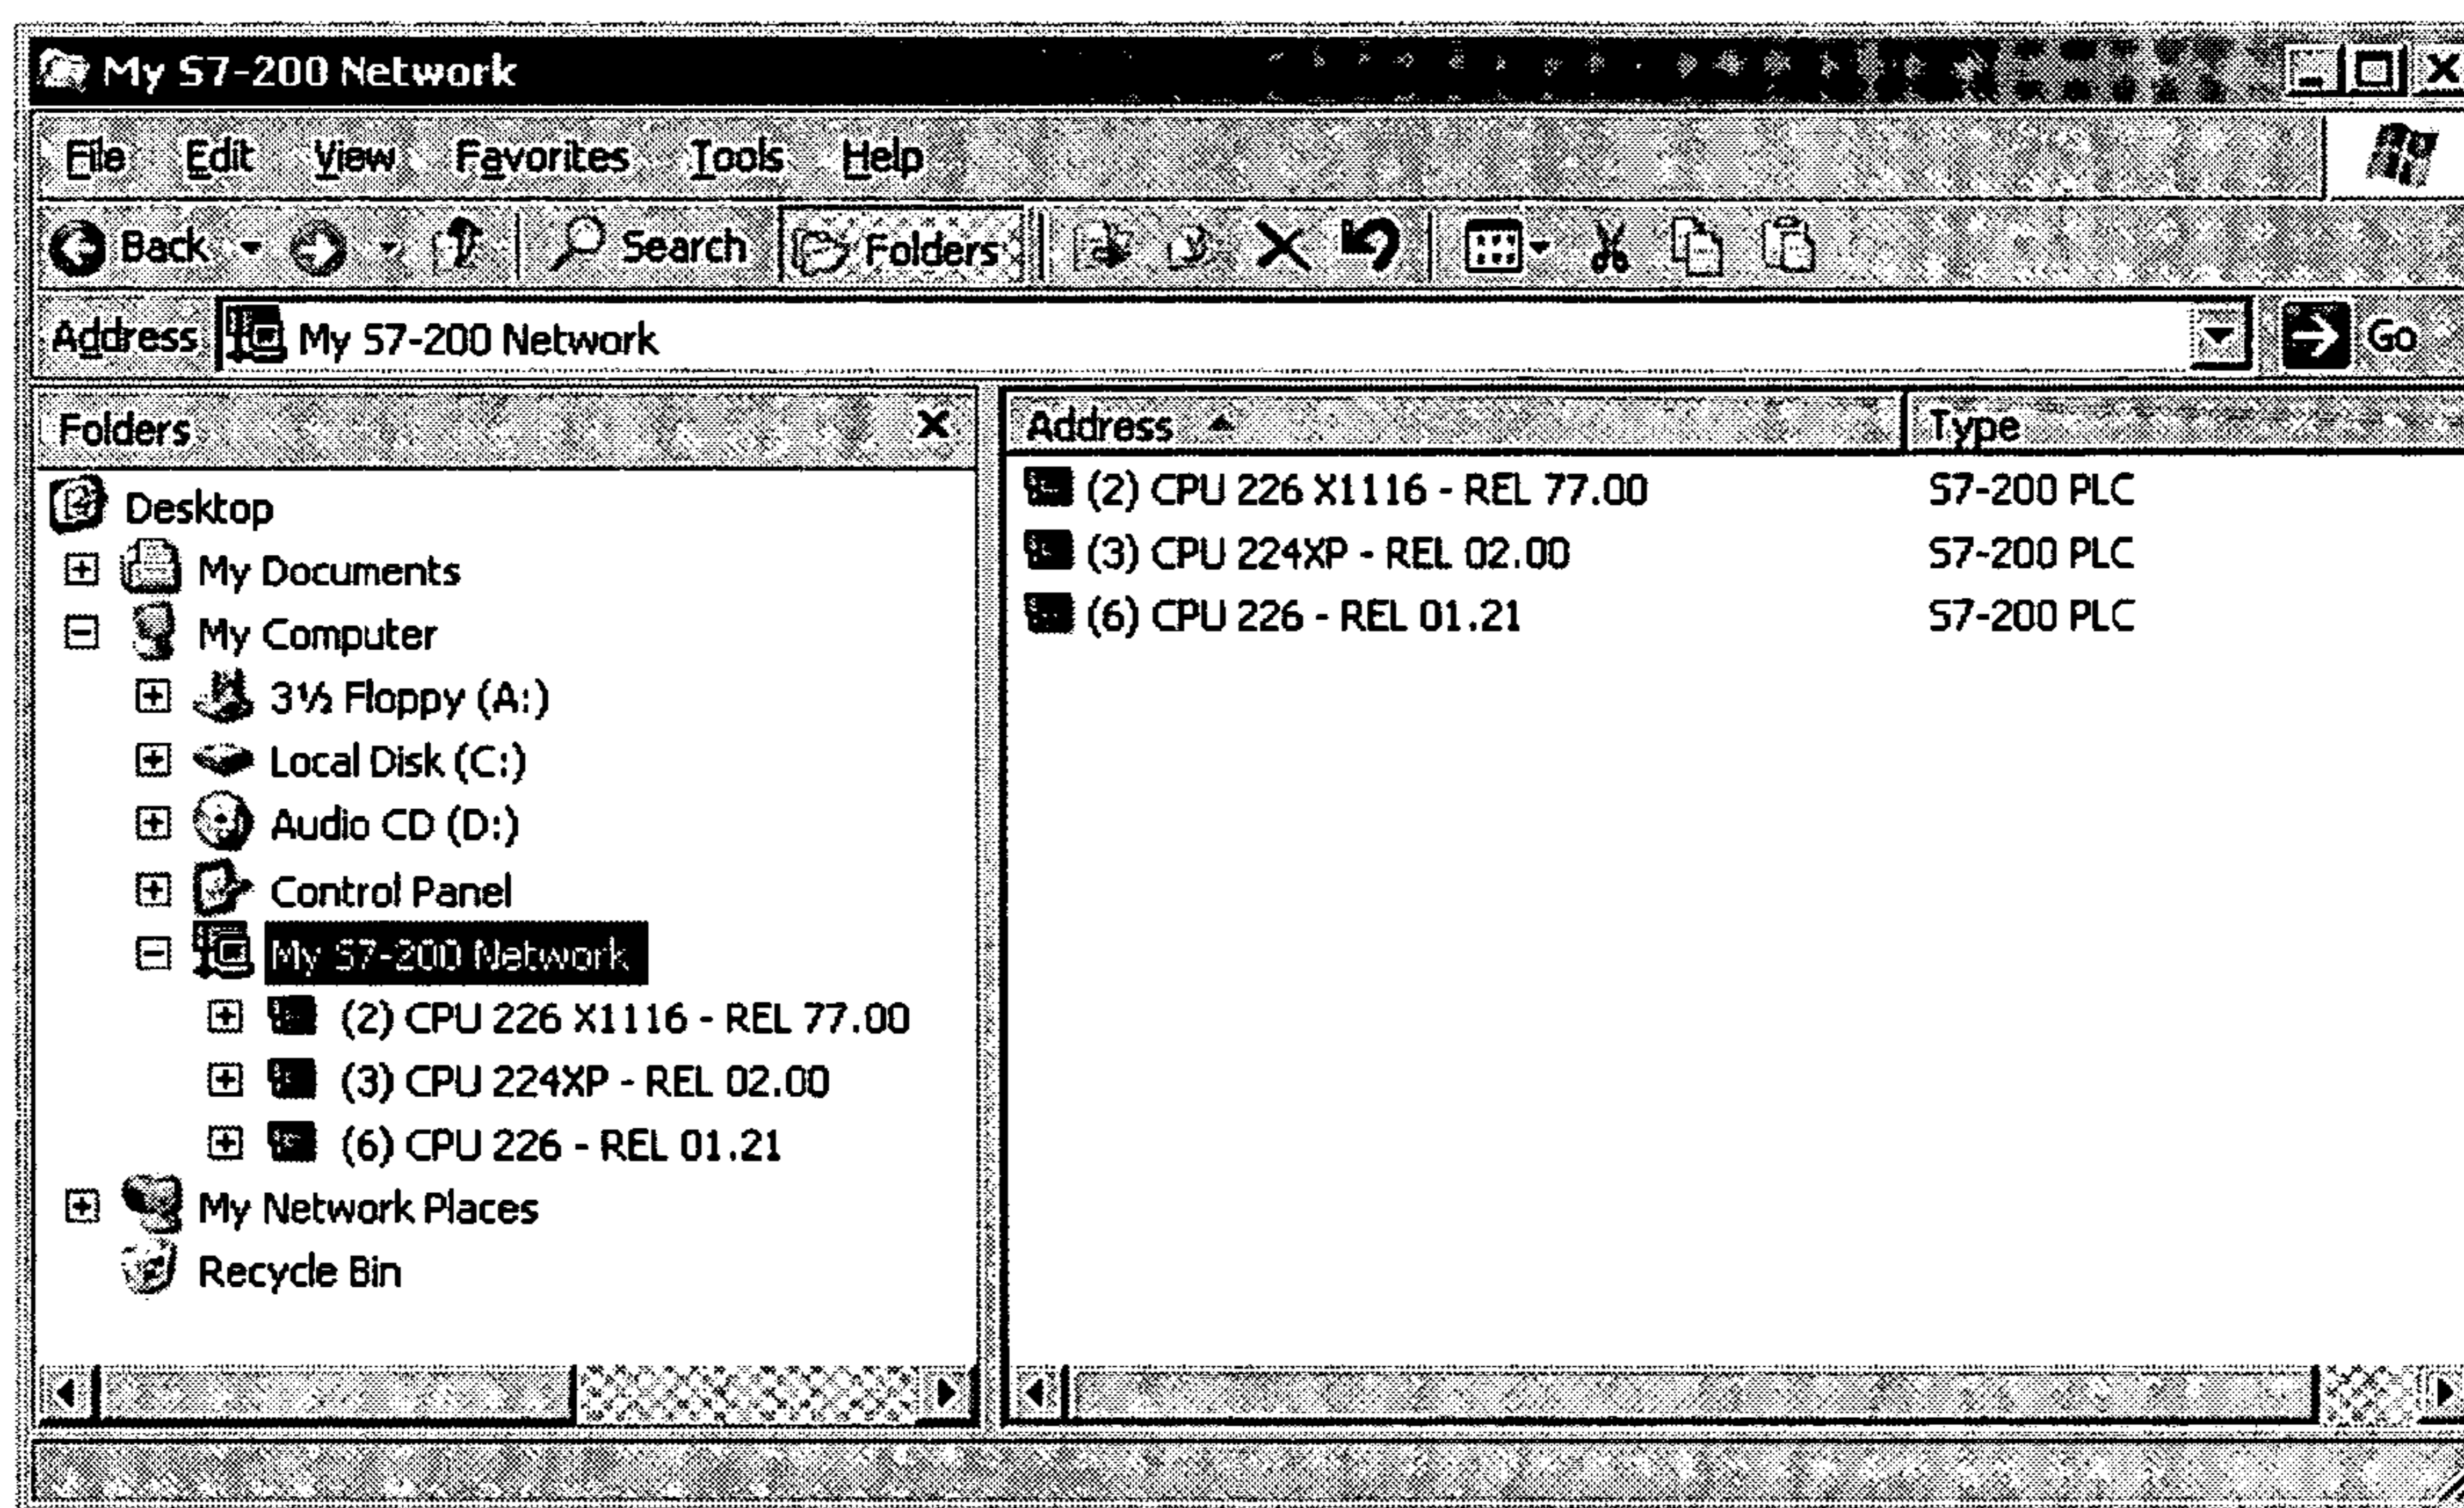 My S7-200 Network
File Edit View Favorites Tools Help
Back Search Folders
Address My S7-200 Network Go
Folders
Desktop
My Documents
My Computer
3½ Floppy (A:)
Local Disk (C:)
Audio CD (D:)
Control Panel
My S7-200 Network
(2) CPU 226 X1116 - REL 77.00
(3) CPU 224XP - REL 02.00
(6) CPU 226 - REL 01.21
My Network Places
Recycle Bin
Address Type
(2) CPU 226 X1116 - REL 77.00 S7-200 PLC
(3) CPU 224XP - REL 02.00 S7-200 PLC
(6) CPU 226 - REL 01.21 S7-200 PLC